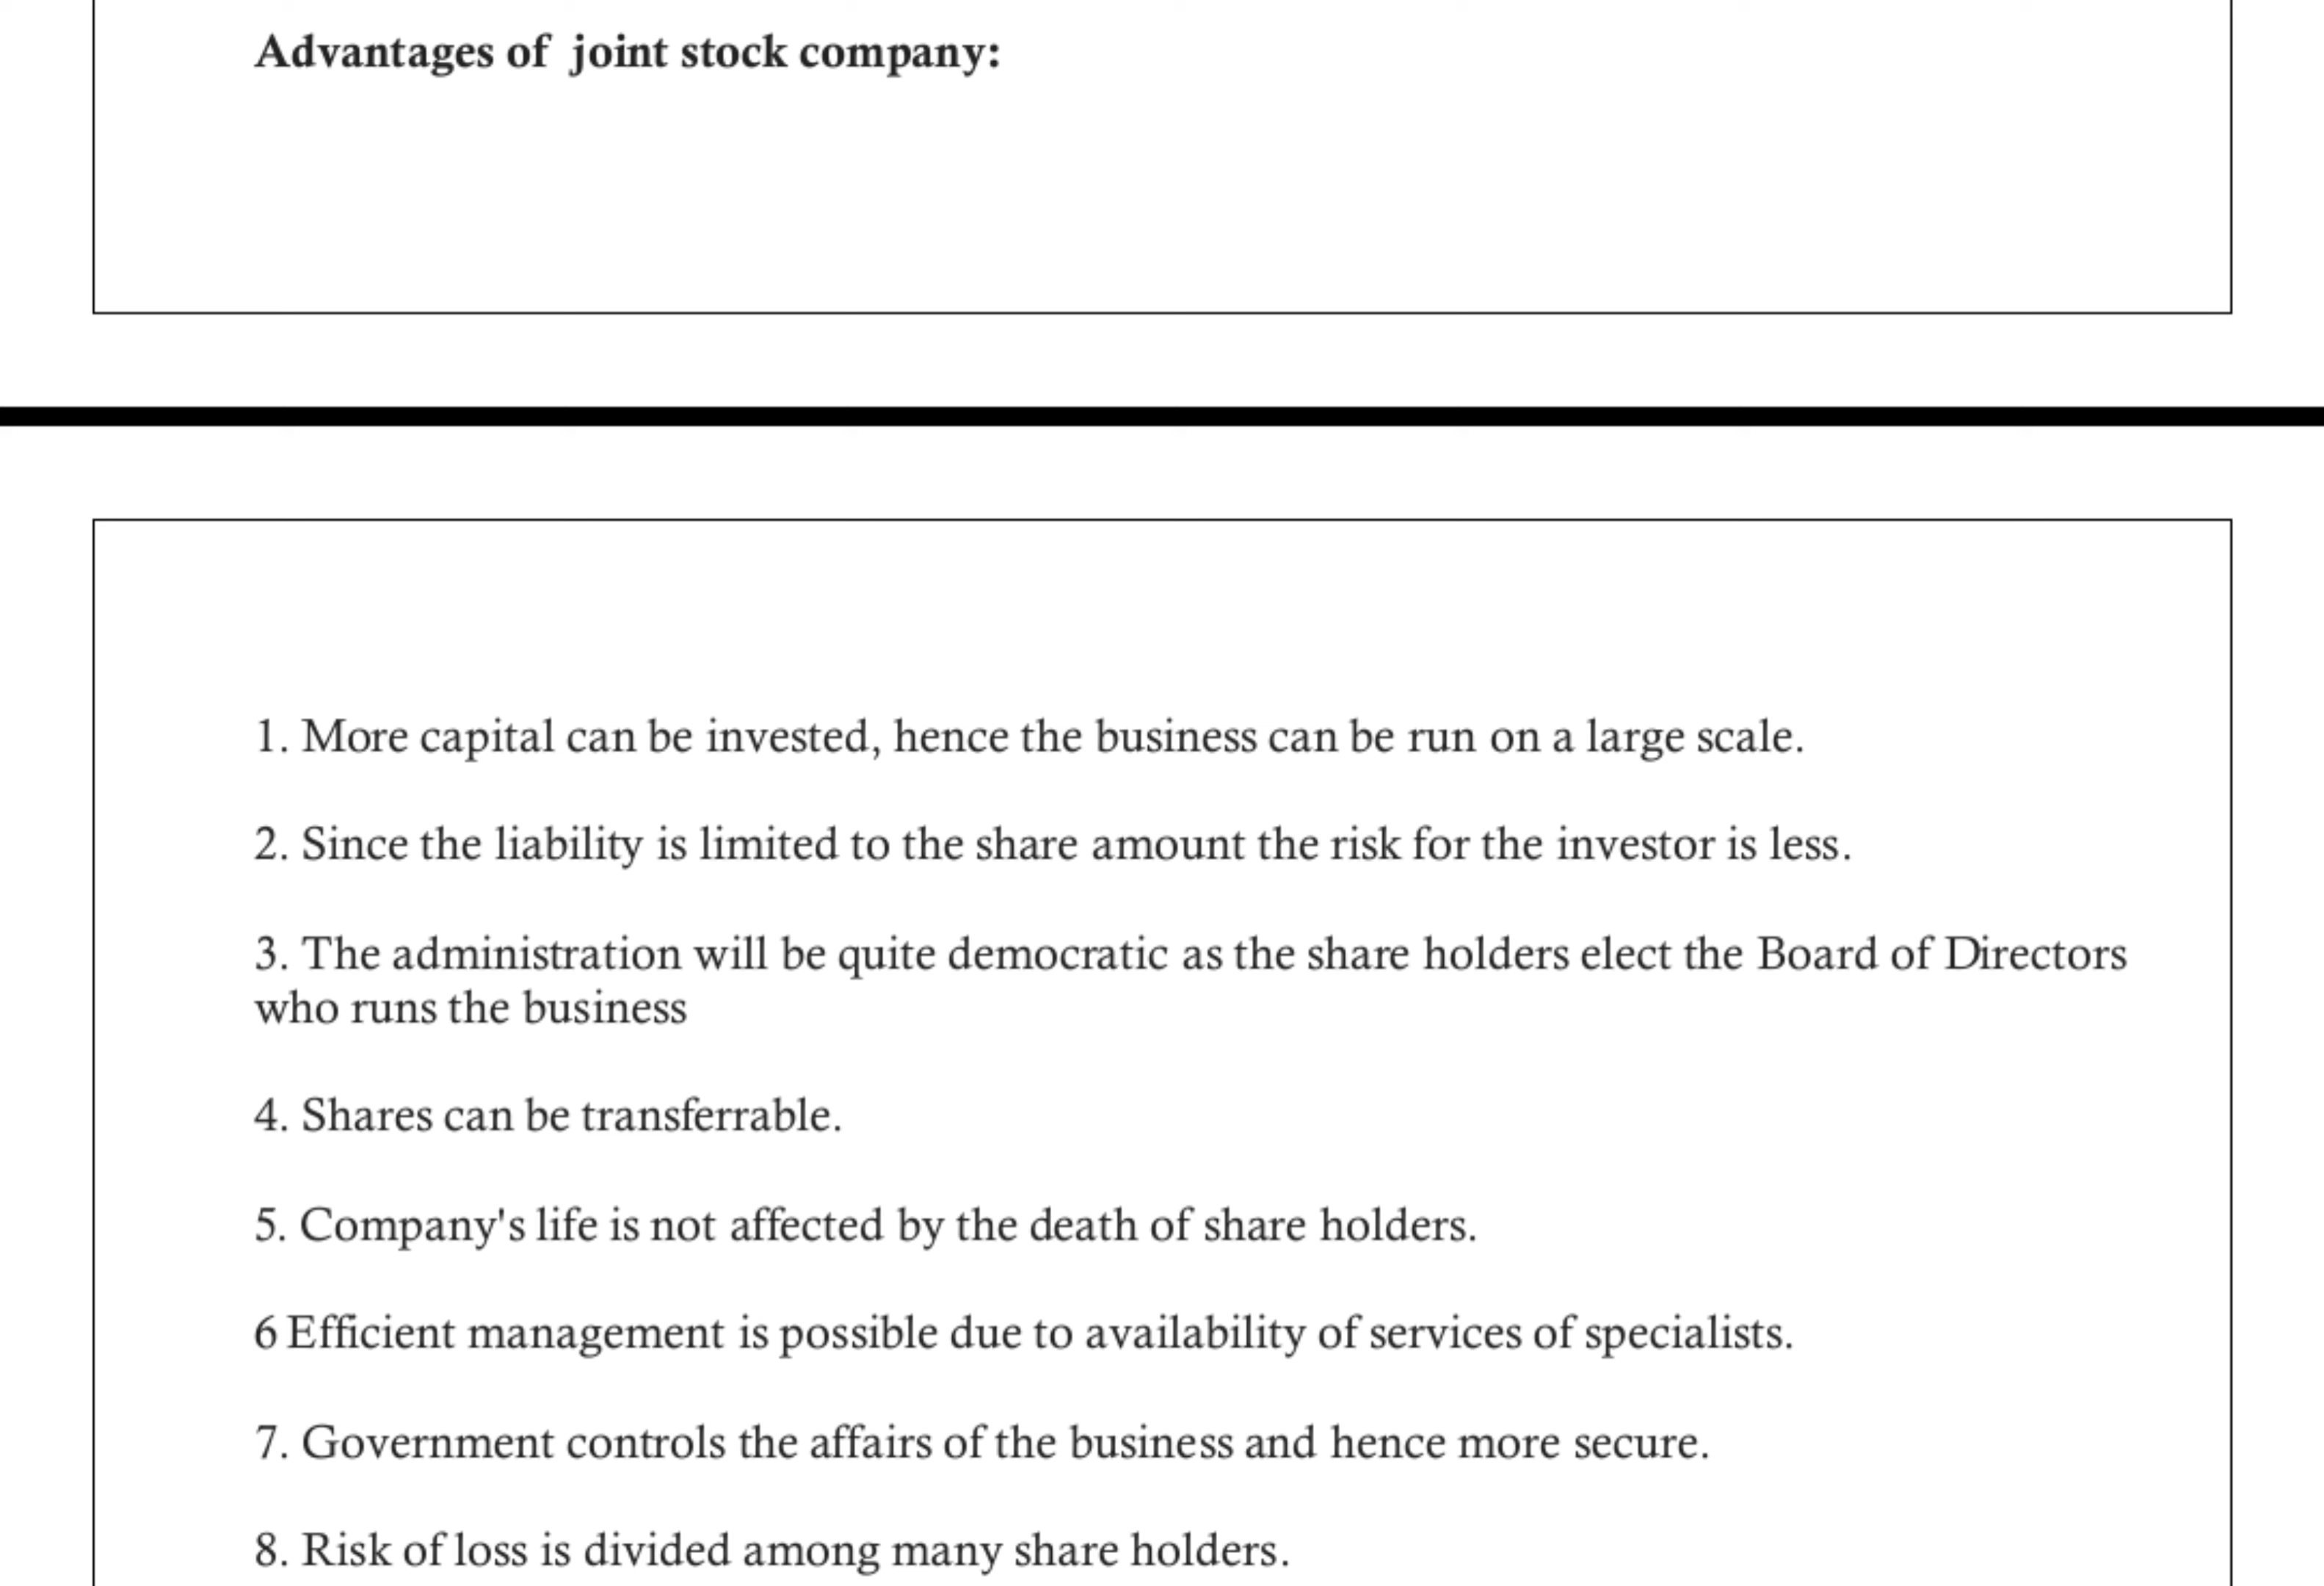 Advantages of joint stock company:
1. More capital can be invested, hence the business can be run on a large scale.
2. Since the liability is limited to the share amount the risk for the investor is less.
3. The administration will be quite democratic as the share holders elect the Board of Directors
who runs the business
4. Shares can be transferrable.
5. Company's life is not affected by the death of share holders.
6 Efficient management is possible due to availability of services of specialists.
7. Government controls the affairs of the business and hence more secure.
8. Risk of loss is divided among many share holders.